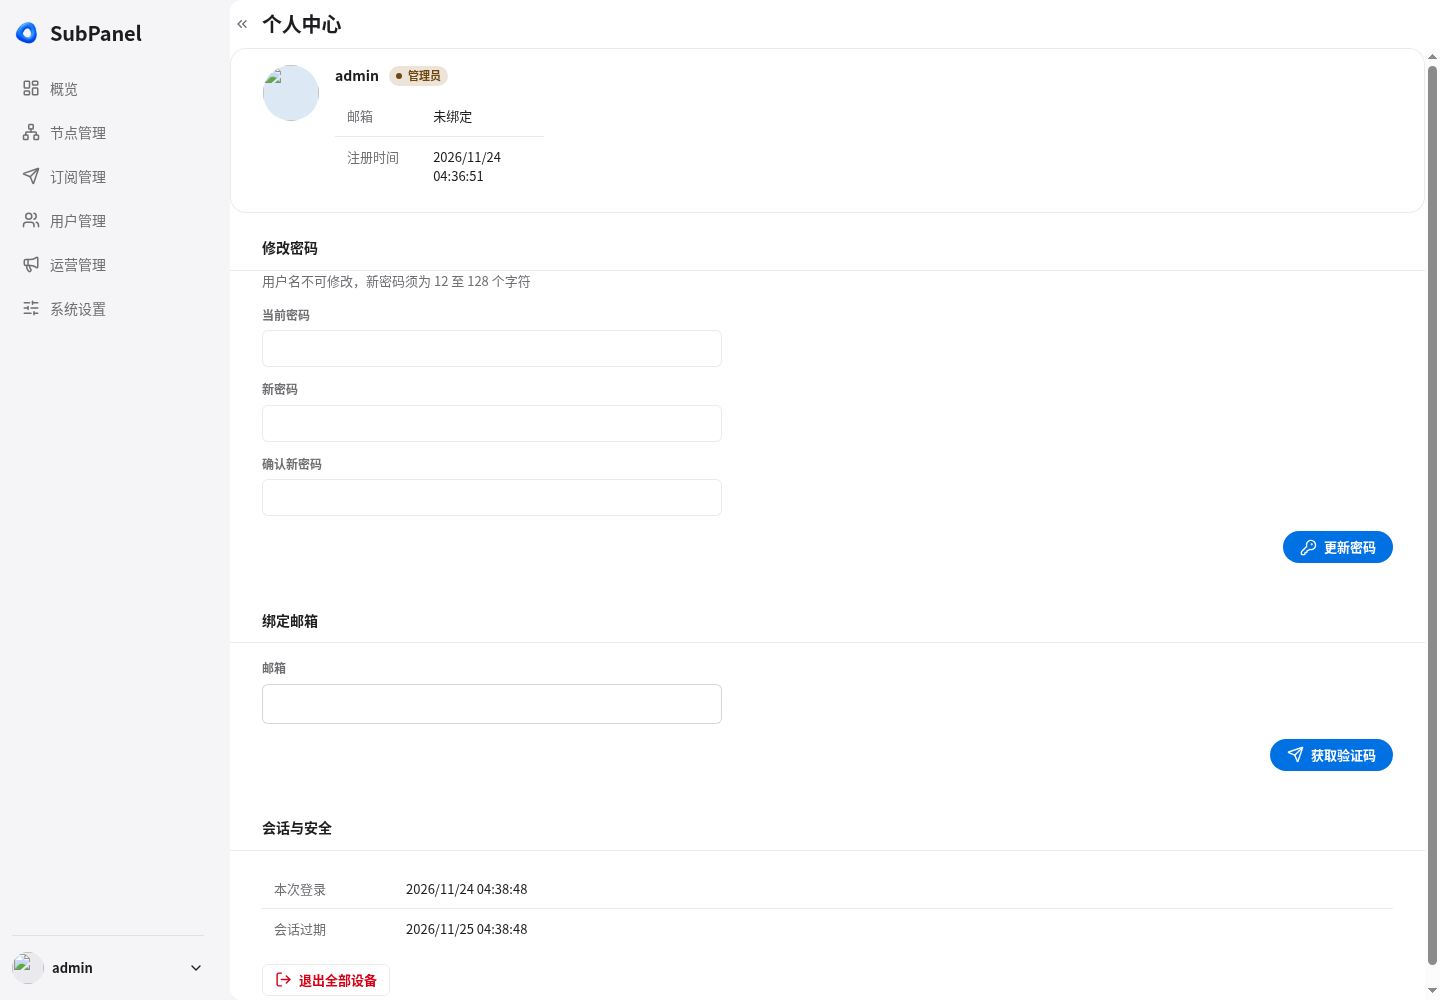 SubPanel
概览
节点管理
订阅管理
用户管理
运营管理
系统设置
admin
个人中心
admin 管理员
邮箱 未绑定
注册时间 2026/11/24
04:36:51
修改密码
用户名不可修改，新密码须为 12 至 128 个字符
当前密码
新密码
确认新密码
更新密码
绑定邮箱
邮箱
获取验证码
会话与安全
本次登录 2026/11/24 04:38:48
会话过期 2026/11/25 04:38:48
退出全部设备